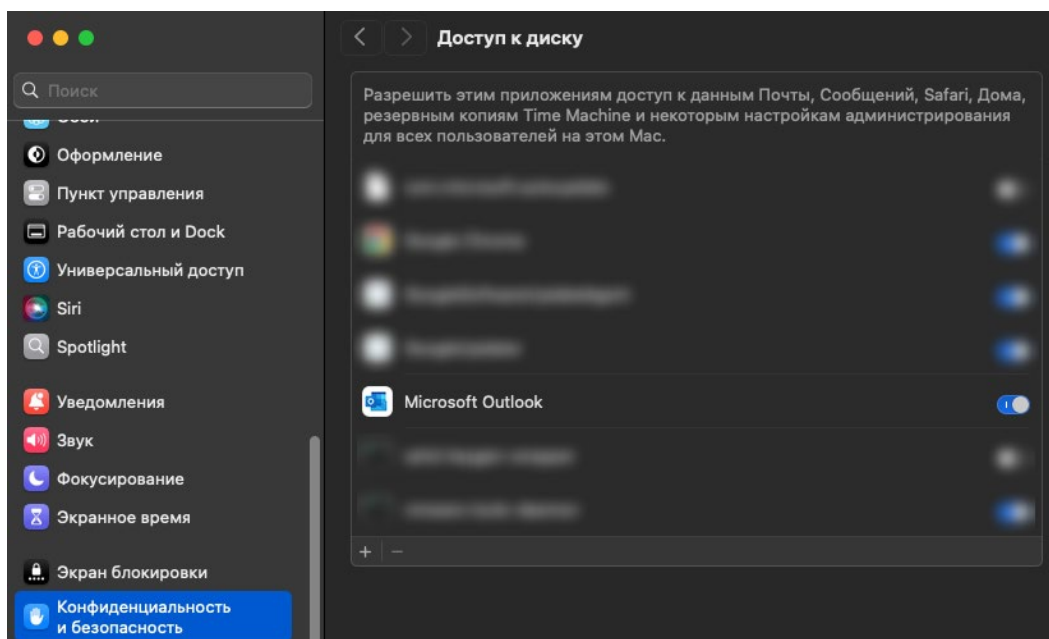 Поиск
Оформление
Пункт управления
Рабочий стол и Dock
Универсальный доступ
Siri
Spotlight
Уведомления
Звук
Фокусирование
Экранное время
Экран блокировки
Конфиденциальность
и безопасность
Доступ к диску
Разрешить этим приложениям доступ к данным Почты, Сообщений, Safari, Дома,
резервным копиям Time Machine и некоторым настройкам администрирования
для всех пользователей на этом Mac.
Microsoft Outlook